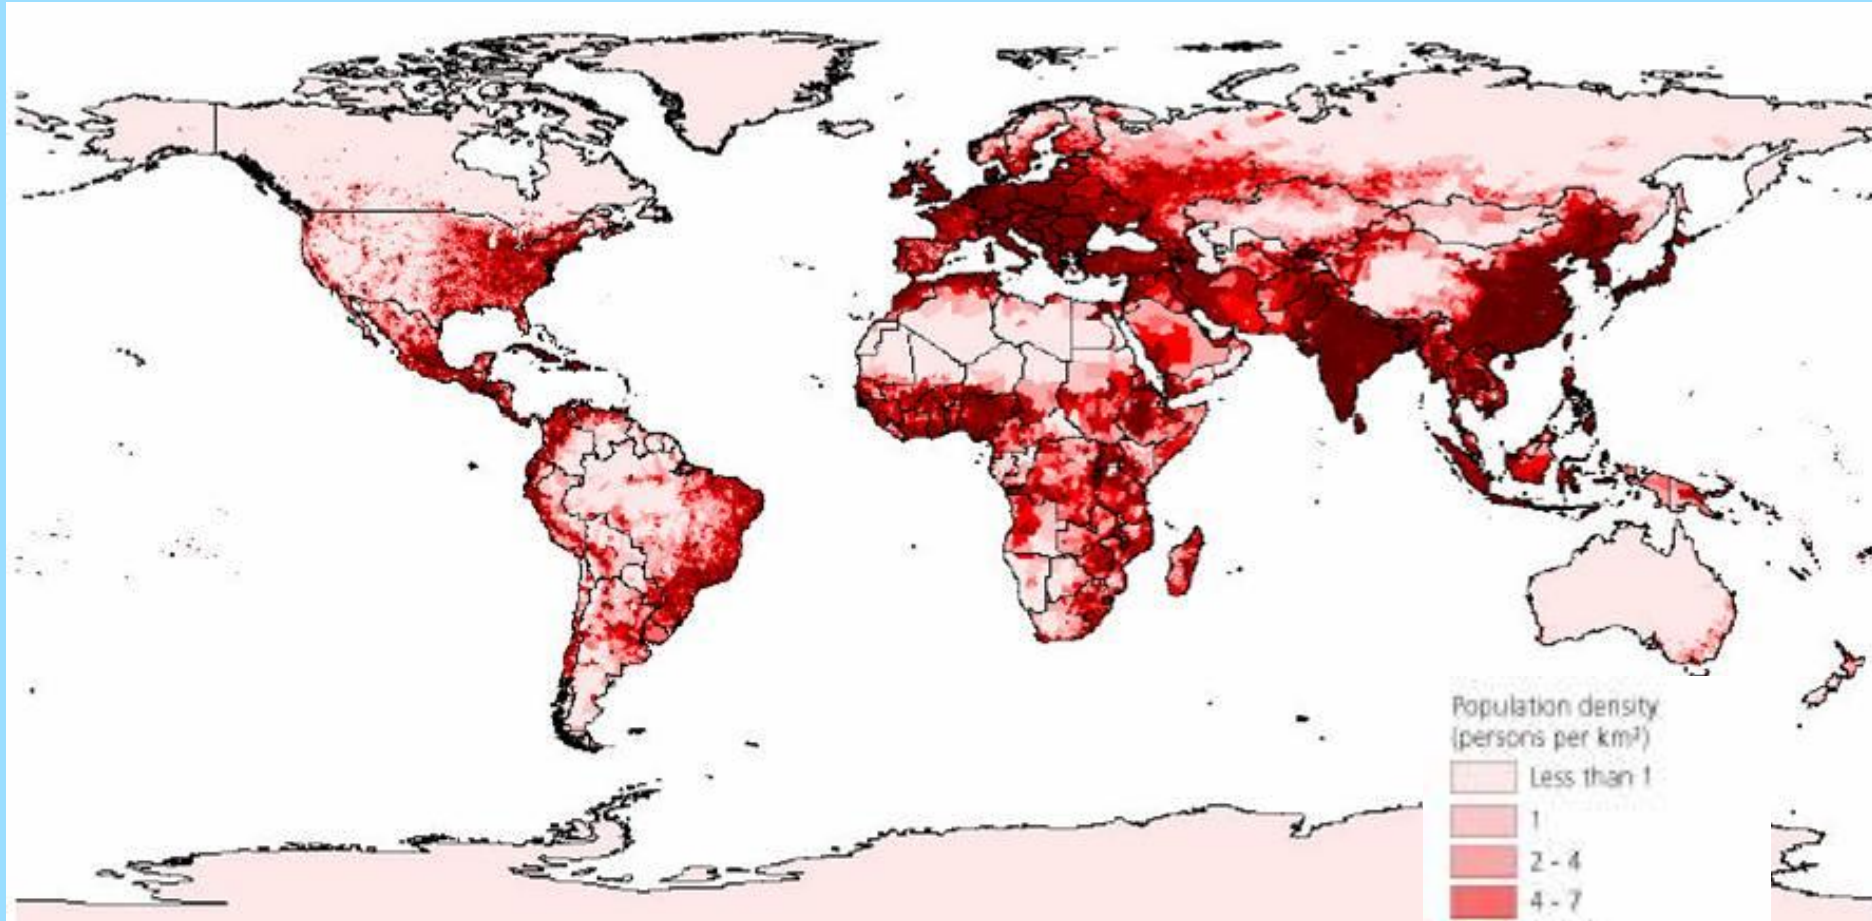 Population density
(persons per km²)
Less than 1
1
2 - 4
4 - 7